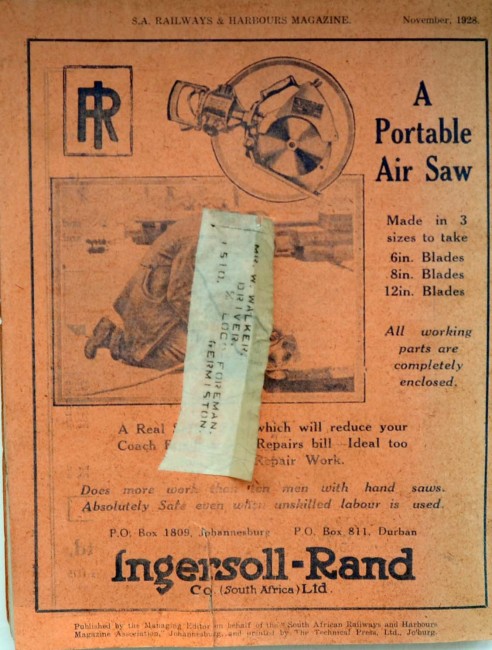 S.A. RAILWAYS & HARBOURS MAGAZINE. November, 1928.
IR
A
Portable
Air Saw
Made in 3
sizes to take
6in. Blades
8in. Blades
12in. Blades
All working
parts are
completely
enclosed.
MR. W. WALKER,
DRIVER,
LOCO FOREMAN.
GERMISTON.
A Real which will reduce your
Coach Repairs bill Ideal too
Repair Work.
Does more work than ten men with hand saws.
Absolutely Safe even when unskilled labour is used.
P.O. Box 1809, Johannesburg P.O. Box 811, Durban
Ingersoll-Rand
Co. (South Africa) Ltd.
Published by the Managing Editor on behalf of the "South African Railways and Harbours
Magazine Association," Johannesburg, and printed by The Technical Press, Ltd., Jo'burg.